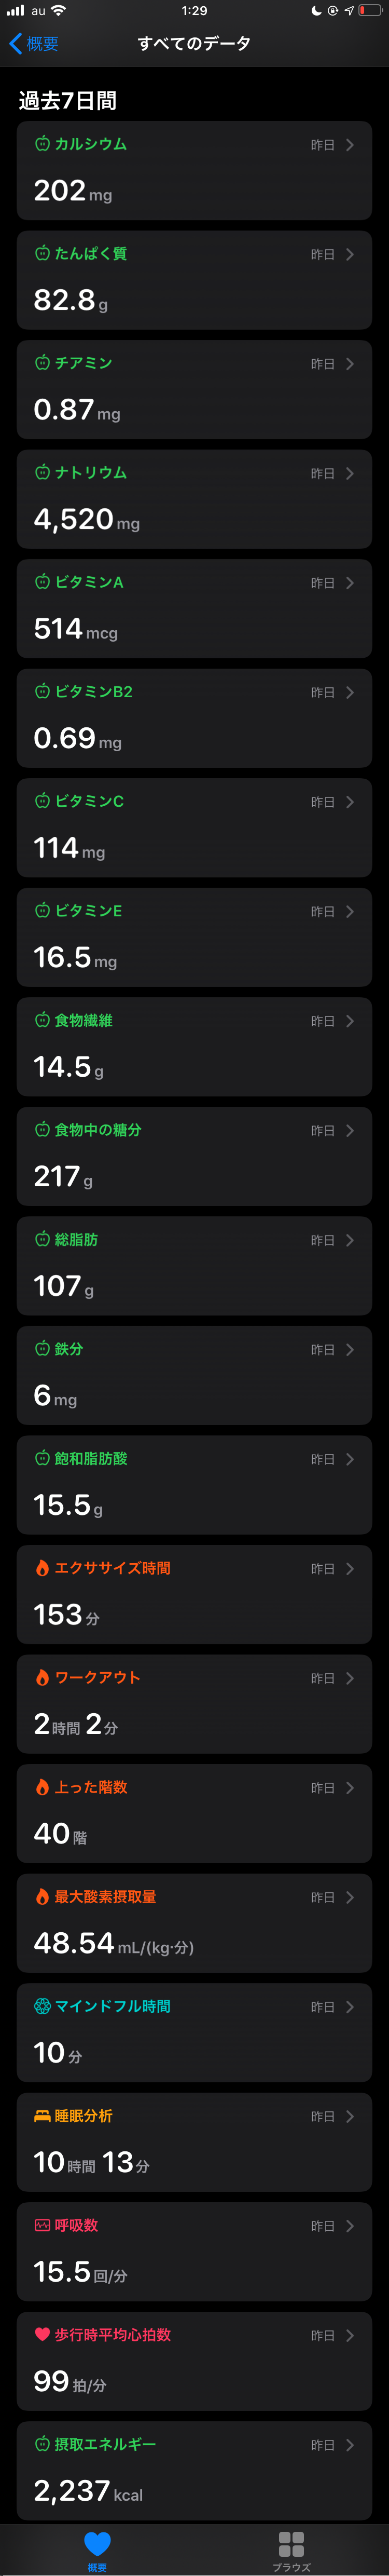 au 1:29
概要 すべてのデータ
過去7日間
カルシウム 昨日
202 mg
たんぱく質 昨日
82.8 g
チアミン 昨日
0.87 mg
ナトリウム 昨日
4,520 mg
ビタミンA 昨日
514 mcg
ビタミンB2 昨日
0.69 mg
ビタミンC 昨日
114 mg
ビタミンE 昨日
16.5 mg
食物繊維 昨日
14.5 g
食物中の糖分 昨日
217 g
総脂肪 昨日
107 g
鉄分 昨日
6 mg
飽和脂肪酸 昨日
15.5 g
エクササイズ時間 昨日
153 分
ワークアウト 昨日
2時間 2分
上った階数 昨日
40 階
最大酸素摂取量 昨日
48.54 mL/(kg·分)
マインドフル時間 昨日
10 分
睡眠分析 昨日
10時間 13分
呼吸数 昨日
15.5 回/分
歩行時平均心拍数 昨日
99 拍/分
摂取エネルギー 昨日
2,237 kcal
概要 ブラウズ